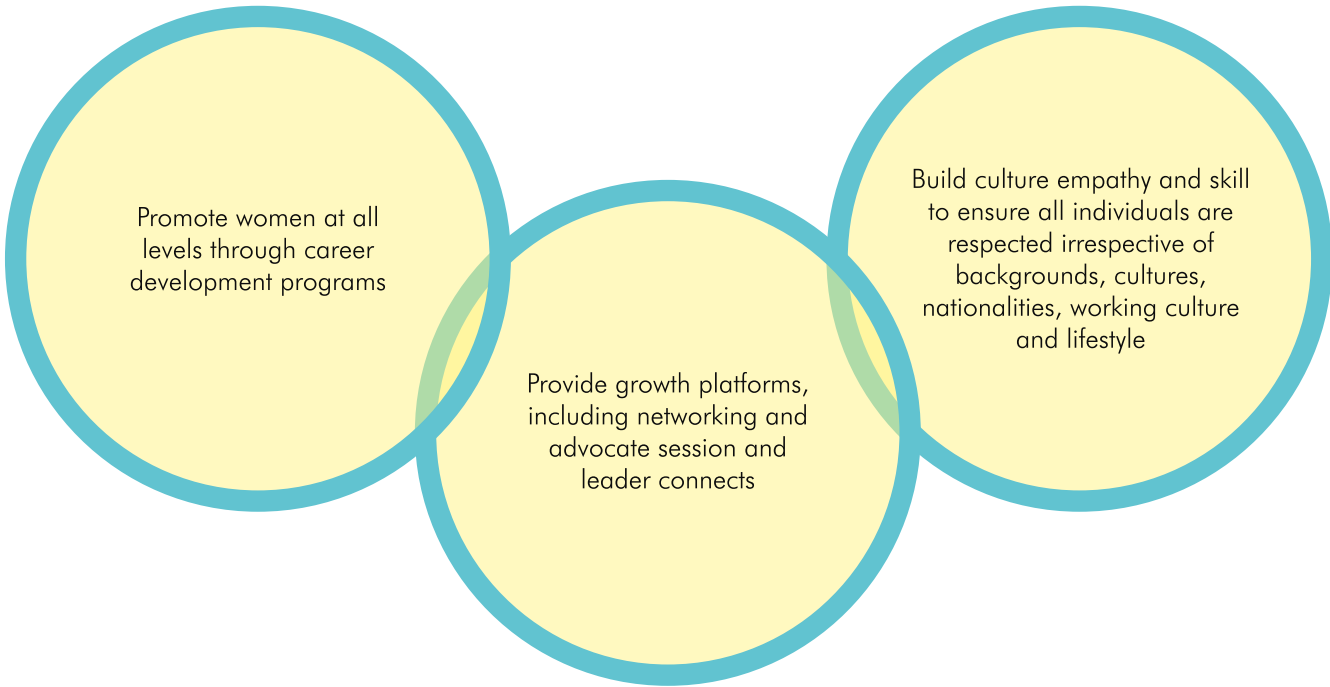 Promote women at all
levels through career
development programs
Provide growth platforms,
including networking and
advocate session and
leader connects
Build culture empathy and skill
to ensure all individuals are
respected irrespective of
backgrounds, cultures,
nationalities, working culture
and lifestyle